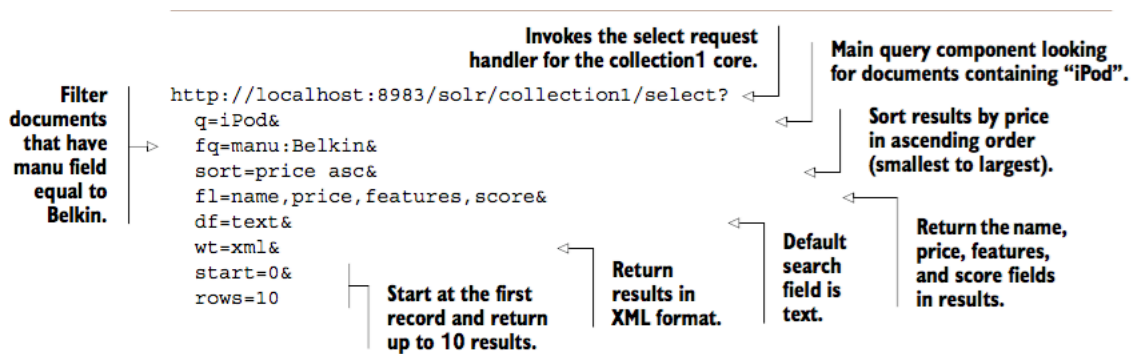 Invokes the select request
handler for the collection1 core.
Main query component looking
for documents containing “iPod”.
Filter
documents
that have
manu field
equal to
Belkin.
http://localhost:8983/solr/collection1/select?
q=iPod&
fq=manu:Belkin&
sort=price asc&
fl=name,price,features,score&
df=text&
wt=xml&
start=0&
rows=10
Sort results by price
in ascending order
(smallest to largest).
Return the name,
price, features,
and score fields
in results.
Default
search
field is
text.
Return
results in
XML format.
Start at the first
record and return
up to 10 results.